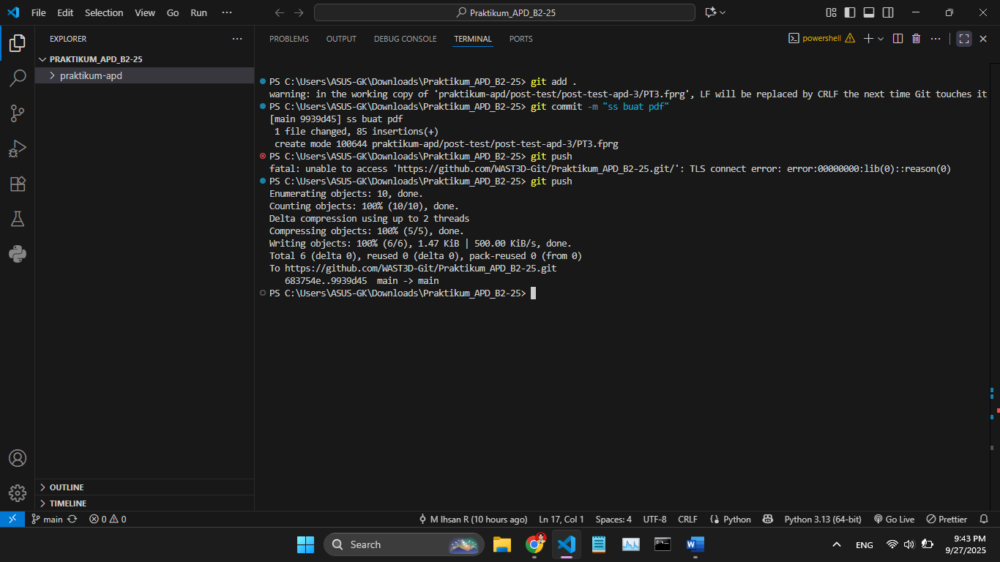 File Edit Selection View Go Run ···
Praktikum_APD_B2-25
EXPLORER ···
PRAKTIKUM_APD_B2-25
praktikum-apd
OUTLINE
TIMELINE
PROBLEMS OUTPUT DEBUG CONSOLE TERMINAL PORTS
powershell
PS C:\Users\ASUS-GK\Downloads\Praktikum_APD_B2-25> git add .
warning: in the working copy of 'praktikum-apd/post-test/post-test-apd-3/PT3.fprg', LF will be replaced by CRLF the next time Git touches it
PS C:\Users\ASUS-GK\Downloads\Praktikum_APD_B2-25> git commit -m "ss buat pdf"
[main 9939d45] ss buat pdf
1 file changed, 85 insertions(+)
create mode 100644 praktikum-apd/post-test/post-test-apd-3/PT3.fprg
PS C:\Users\ASUS-GK\Downloads\Praktikum_APD_B2-25> git push
fatal: unable to access 'https://github.com/WAST3D-Git/Praktikum_APD_B2-25.git/': TLS connect error: error:00000000:lib(0)::reason(0)
PS C:\Users\ASUS-GK\Downloads\Praktikum_APD_B2-25> git push
Enumerating objects: 10, done.
Counting objects: 100% (10/10), done.
Delta compression using up to 2 threads
Compressing objects: 100% (5/5), done.
Writing objects: 100% (6/6), 1.47 KiB | 500.00 KiB/s, done.
Total 6 (delta 0), reused 0 (delta 0), pack-reused 0 (from 0)
To https://github.com/WAST3D-Git/Praktikum_APD_B2-25.git
683754e..9939d45  main -> main
PS C:\Users\ASUS-GK\Downloads\Praktikum_APD_B2-25>
main 0 0 M Ihsan R (10 hours ago) Ln 17, Col 1 Spaces: 4 UTF-8 CRLF Python Python 3.13 (64-bit) Go Live Prettier
Search
ENG
9:43 PM
9/27/2025